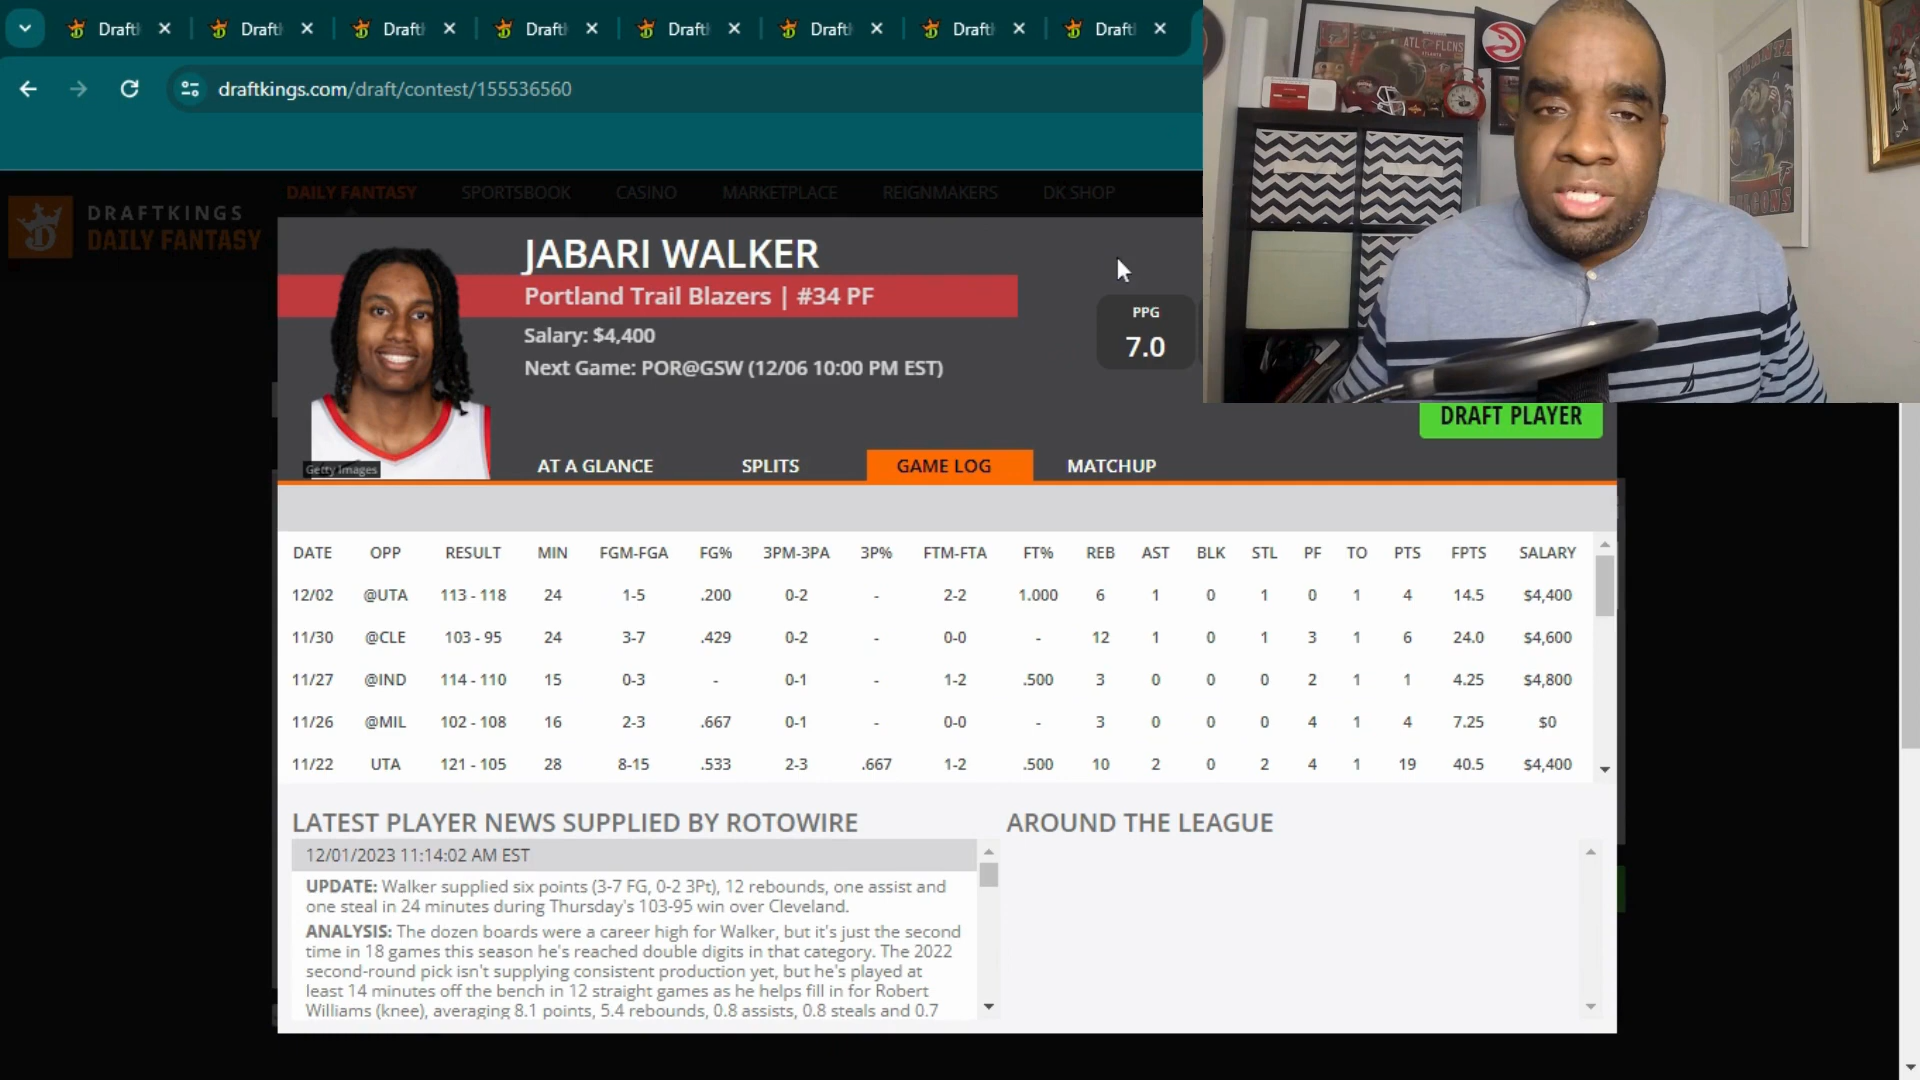 Draft
Draft
Draft
Draft
Draft
Draft
Draft
Draft
draftkings.com/draft/contest/155536560
DRAFTKINGS
DAILY FANTASY
DAILY FANTASY SPORTSBOOK CASINO MARKETPLACE REIGNMAKERS DK SHOP
JABARI WALKER
Portland Trail Blazers | #34 PF
Salary: $4,400
Next Game: POR@GSW (12/06 10:00 PM EST)
PPG
7.0
Getty Images
DRAFT PLAYER
AT A GLANCE SPLITS GAME LOG MATCHUP
DATE OPP RESULT MIN FGM-FGA FG% 3PM-3PA 3P% FTM-FTA FT% REB AST BLK STL PF TO PTS FPTS SALARY
12/02 @UTA 113 - 118 24 1-5 .200 0-2 - 2-2 1.000 6 1 0 1 0 1 4 14.5 $4,400
11/30 @CLE 103 - 95 24 3-7 .429 0-2 - 0-0 - 12 1 0 1 3 1 6 24.0 $4,600
11/27 @IND 114 - 110 15 0-3 - 0-1 - 1-2 .500 3 0 0 0 2 1 1 4.25 $4,800
11/26 @MIL 102 - 108 16 2-3 .667 0-1 - 0-0 - 3 0 0 0 4 1 4 7.25 $0
11/22 UTA 121 - 105 28 8-15 .533 2-3 .667 1-2 .500 10 2 0 2 4 1 19 40.5 $4,400
LATEST PLAYER NEWS SUPPLIED BY ROTOWIRE
12/01/2023 11:14:02 AM EST
UPDATE: Walker supplied six points (3-7 FG, 0-2 3Pt), 12 rebounds, one assist and
one steal in 24 minutes during Thursday's 103-95 win over Cleveland.
ANALYSIS: The dozen boards were a career high for Walker, but it's just the second
time in 18 games this season he's reached double digits in that category. The 2022
second-round pick isn't supplying consistent production yet, but he's played at
least 14 minutes off the bench in 12 straight games as he helps fill in for Robert
Williams (knee), averaging 8.1 points, 5.4 rebounds, 0.8 assists, 0.8 steals and 0.7
AROUND THE LEAGUE